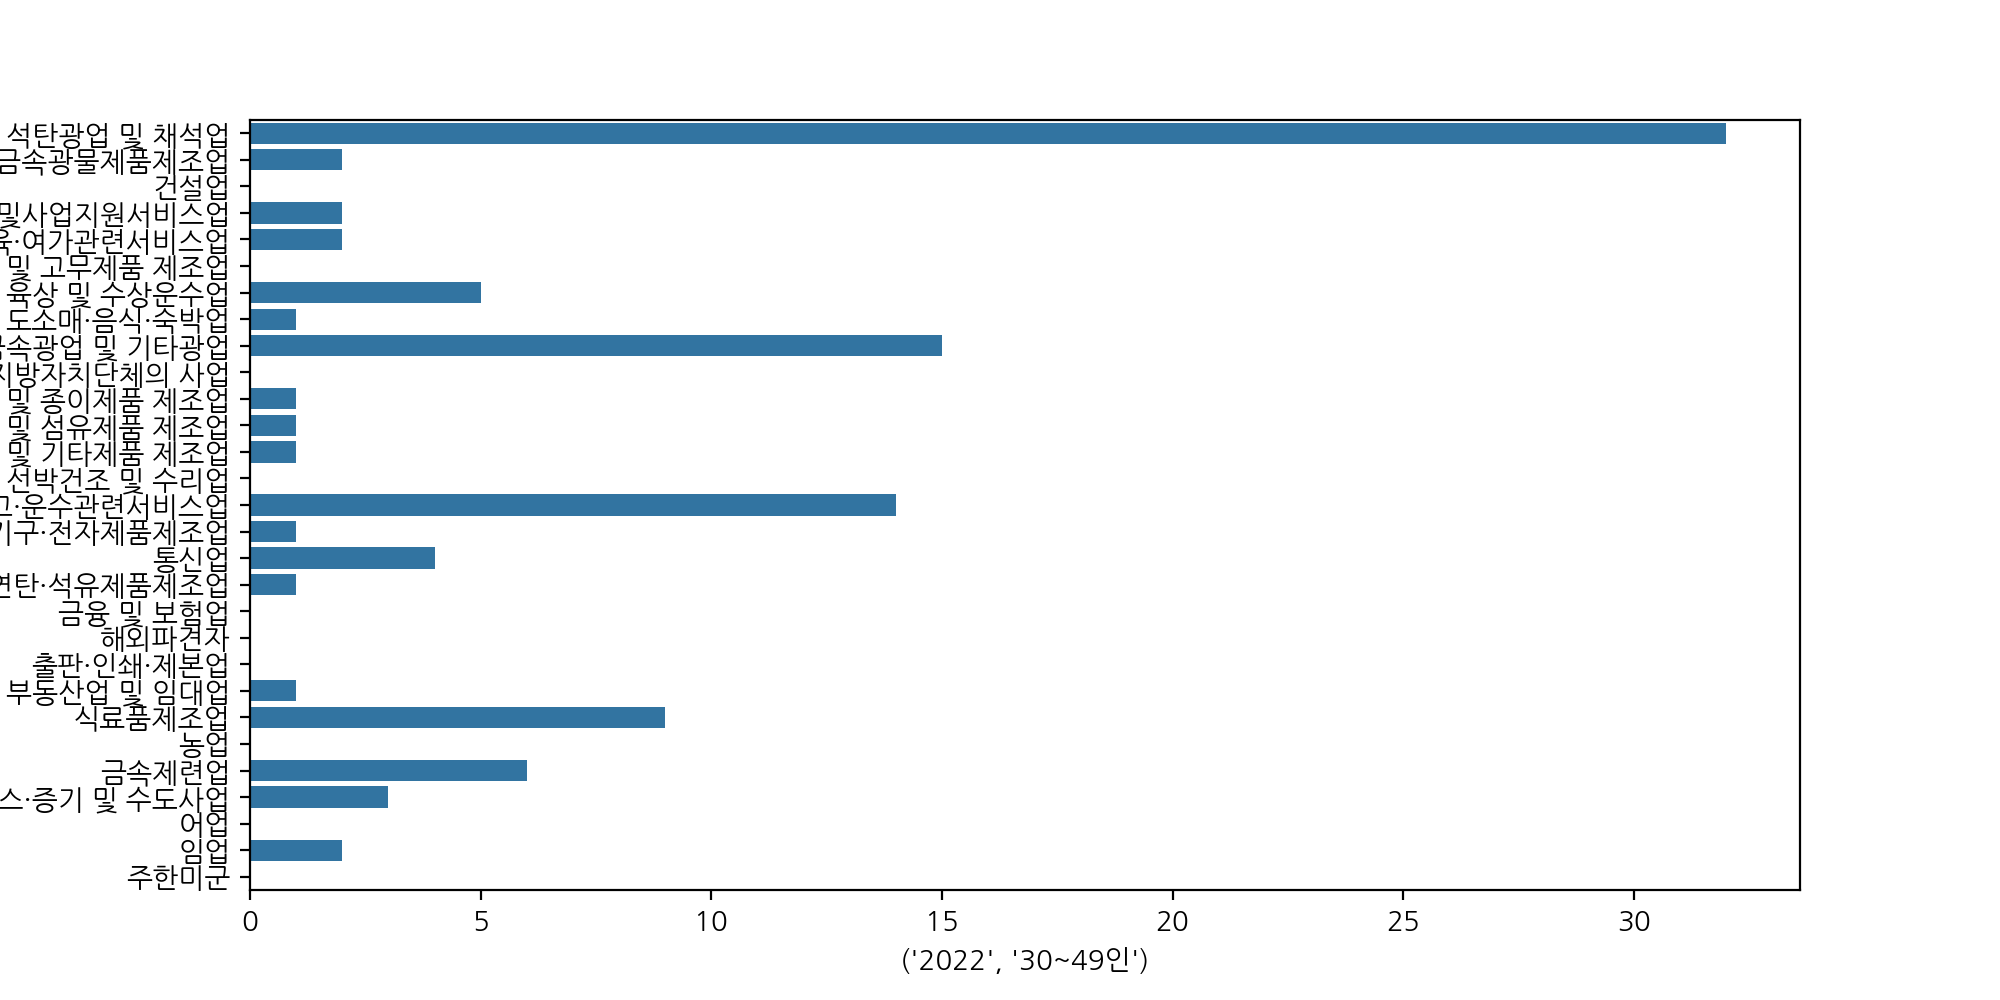 석탄광업 및 채석업
금속광물제품제조업
건설업
및사업지원서비스업
·여가관련서비스업
및 고무제품 제조업
육상 및 수상운수업
도소매·음식·숙박업
금속광업 및 기타광업
지방자치단체의 사업
및 종이제품 제조업
및 섬유제품 제조업
및 기타제품 제조업
선박건조 및 수리업
·운수관련서비스업
기구·전자제품제조업
통신업
연탄·석유제품제조업
금융 및 보험업
해외파견자
출판·인쇄·제본업
부동산업 및 임대업
식료품제조업
농업
금속제련업
스·증기 및 수도사업
어업
임업
주한미군
0 5 10 15 20 25 30
('2022', '30~49인')